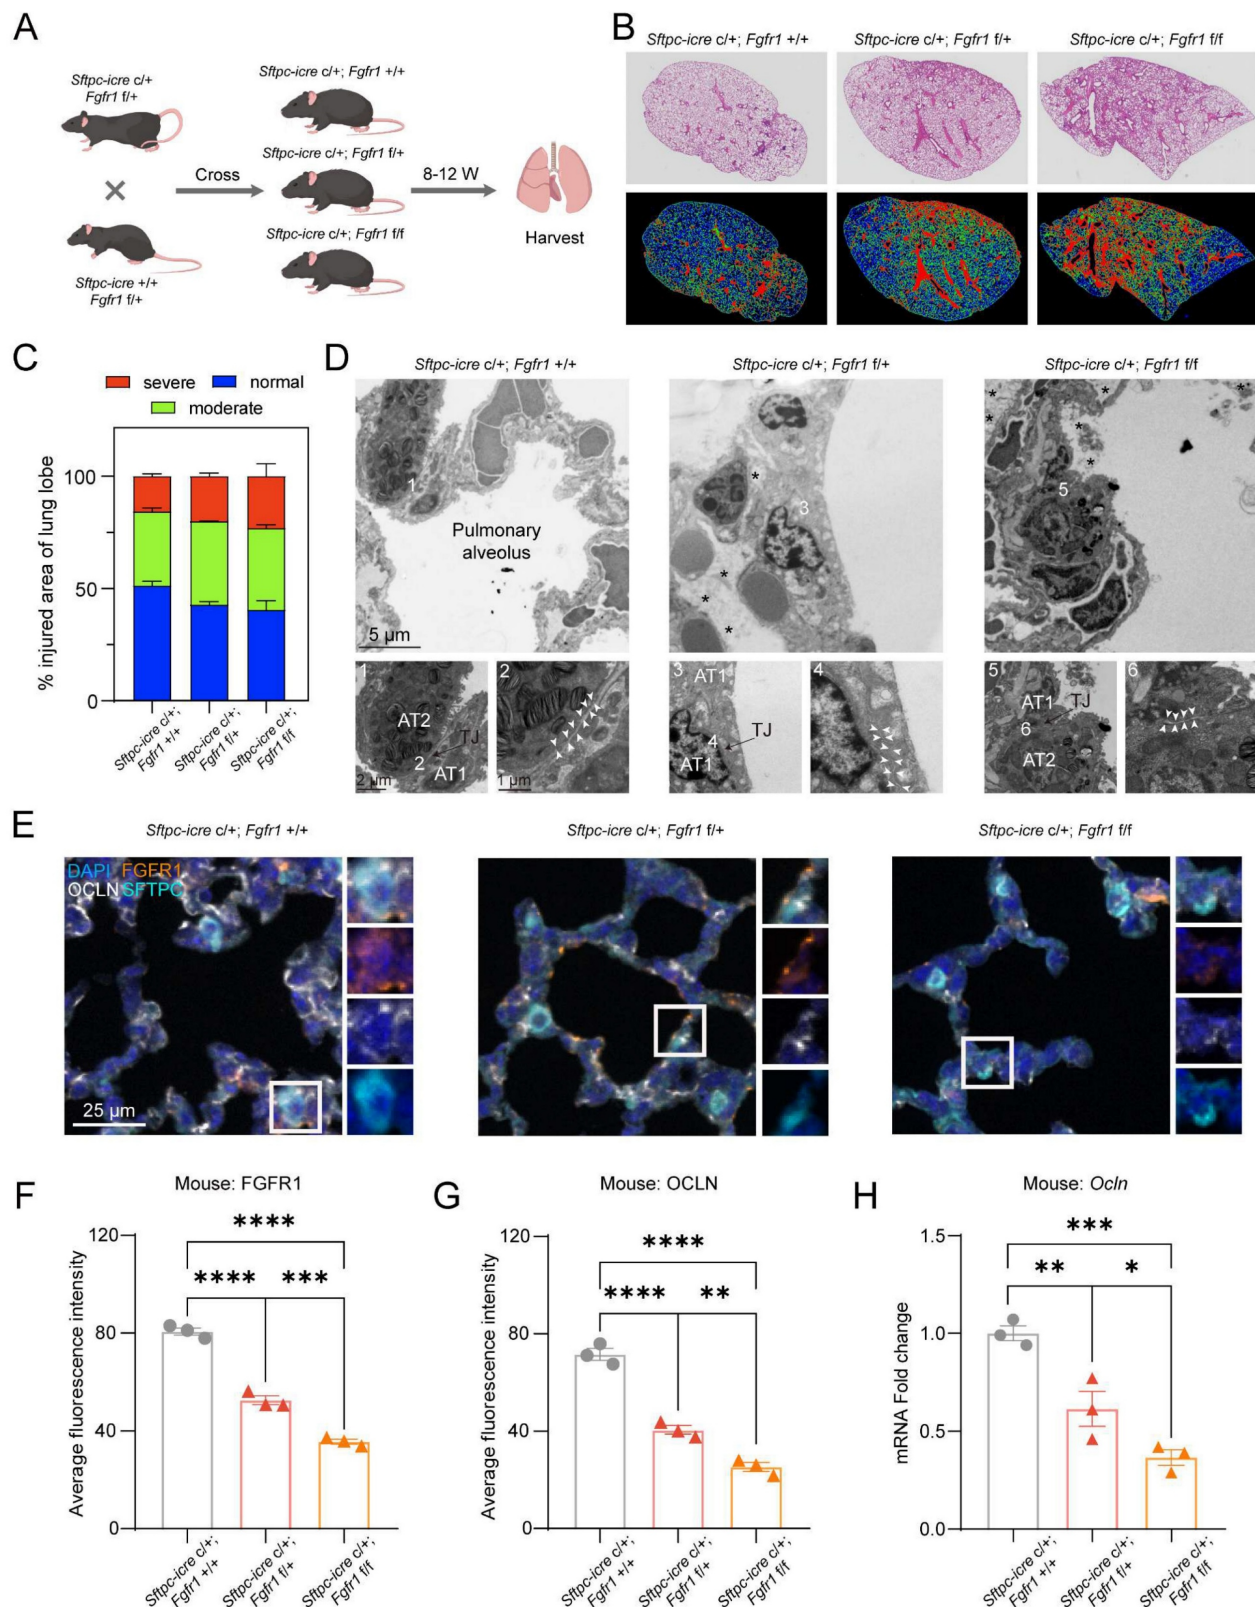 A
Sftpc-icre c/+
Fgfr1 f/+
Sftpc-icre +/+
Fgfr1 f/+
Cross
Sftpc-icre c/+; Fgfr1 +/+
Sftpc-icre c/+; Fgfr1 f/+
Sftpc-icre c/+; Fgfr1 f/f
8-12 W
Harvest
B
Sftpc-icre c/+; Fgfr1 +/+
Sftpc-icre c/+; Fgfr1 f/+
Sftpc-icre c/+; Fgfr1 f/f
C
severe
normal
moderate
% injured area of lung lobe
100
50
0
Sftpc-icre c/+;
Fgfr1 +/+
Sftpc-icre c/+;
Fgfr1 f/+
Sftpc-icre c/+;
Fgfr1 f/f
D
Sftpc-icre c/+; Fgfr1 +/+
1
Pulmonary
alveolus
5 μm
1
AT2
TJ
2
AT1
2 μm
2
1 μm
Sftpc-icre c/+; Fgfr1 f/+
*
3
*
*
*
3
AT1
4
TJ
AT1
4
Sftpc-icre c/+; Fgfr1 f/f
* * * * * *
5
5
AT1
TJ
6
AT2
6
E
Sftpc-icre c/+; Fgfr1 +/+
DAPI FGFR1
OCLN SFTPC
25 μm
Sftpc-icre c/+; Fgfr1 f/+
Sftpc-icre c/+; Fgfr1 f/f
F
Mouse: FGFR1
Average fluorescence intensity
120
80
40
0
****
**** ***
Sftpc-icre c/+;
Fgfr1 +/+
Sftpc-icre c/+;
Fgfr1 f/+
Sftpc-icre c/+;
Fgfr1 f/f
G
Mouse: OCLN
Average fluorescence intensity
120
80
40
0
****
**** **
Sftpc-icre c/+;
Fgfr1 +/+
Sftpc-icre c/+;
Fgfr1 f/+
Sftpc-icre c/+;
Fgfr1 f/f
H
Mouse: Ocln
mRNA Fold change
1.5
1.0
0.5
0.0
***
** *
Sftpc-icre c/+;
Fgfr1 +/+
Sftpc-icre c/+;
Fgfr1 f/+
Sftpc-icre c/+;
Fgfr1 f/f